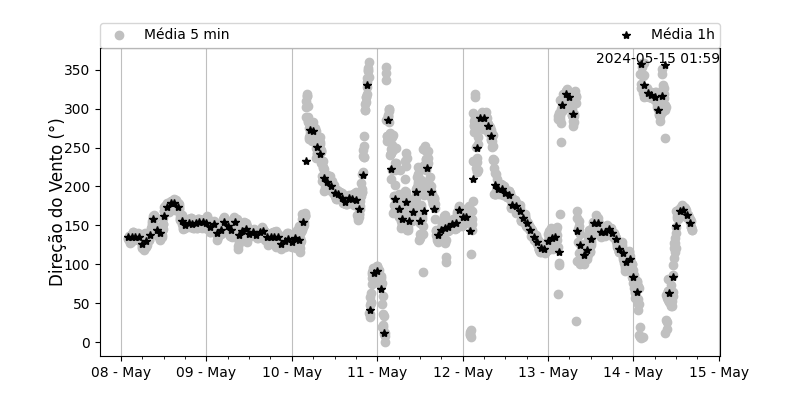 Média 5 min
Média 1h
2024-05-15 01:59
Direção do Vento (°)
350
300
250
200
150
100
50
0
08 - May
09 - May
10 - May
11 - May
12 - May
13 - May
14 - May
15 - May